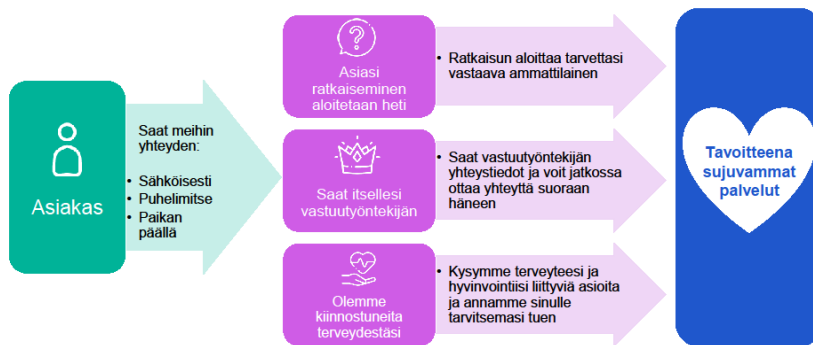 Asiakas
Saat meihin
yhteyden:
• Sähköisesti
• Puhelimitse
• Paikan
päällä
Asiasi
ratkaiseminen
aloitetaan heti
• Ratkaisun aloittaa tarvettasi
vastaava ammattilainen
Saat itsellesi
vastuutyöntekijän
• Saat vastuutyöntekijän
yhteystiedot ja voit jatkossa
ottaa yhteyttä suoraan
häneen
Olemme
kiinnostuneita
terveydestäsi
• Kysymme terveyteesi ja
hyvinvointiisi liittyviä asioita
ja annamme sinulle
tarvitsemasi tuen
Tavoitteena
sujuvammat
palvelut